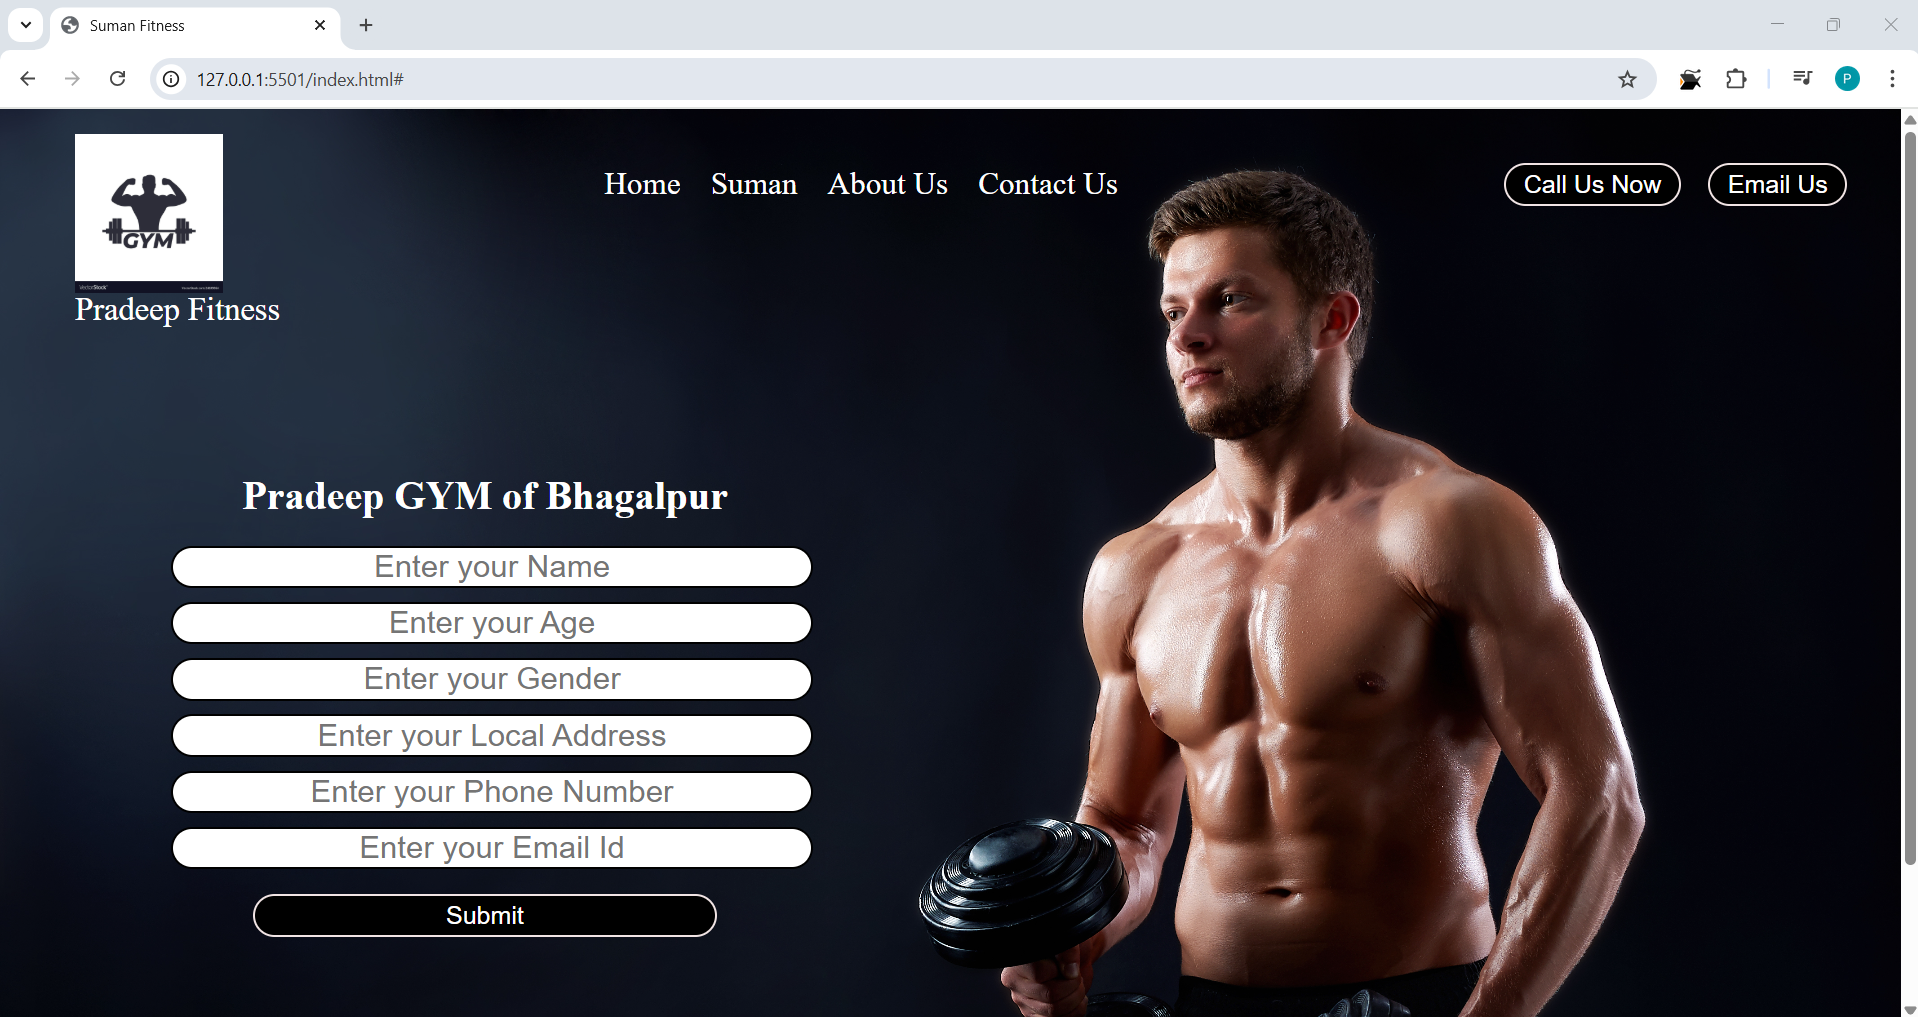 Suman Fitness
127.0.0.1:5501/index.html#
P
GYM
VectorStock
Pradeep Fitness
Home Suman About Us Contact Us
Call Us Now Email Us
Pradeep GYM of Bhagalpur
Enter your Name
Enter your Age
Enter your Gender
Enter your Local Address
Enter your Phone Number
Enter your Email Id
Submit